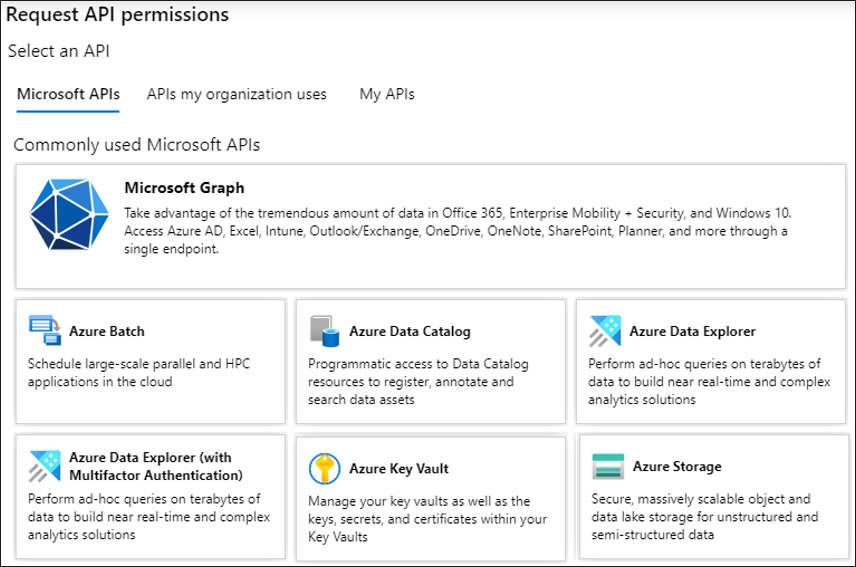 Request API permissions
Select an API
Microsoft APIs APIs my organization uses My APIs
Commonly used Microsoft APIs
Microsoft Graph
Take advantage of the tremendous amount of data in Office 365, Enterprise Mobility + Security, and Windows 10.
Access Azure AD, Excel, Intune, Outlook/Exchange, OneDrive, OneNote, SharePoint, Planner, and more through a
single endpoint.
Azure Batch
Schedule large-scale parallel and HPC
applications in the cloud
Azure Data Catalog
Programmatic access to Data Catalog
resources to register, annotate and
search data assets
Azure Data Explorer
Perform ad-hoc queries on terabytes of
data to build near real-time and complex
analytics solutions
Azure Data Explorer (with
Multifactor Authentication)
Perform ad-hoc queries on terabytes of
data to build near real-time and complex
analytics solutions
Azure Key Vault
Manage your key vaults as well as the
keys, secrets, and certificates within your
Key Vaults
Azure Storage
Secure, massively scalable object and
data lake storage for unstructured and
semi-structured data